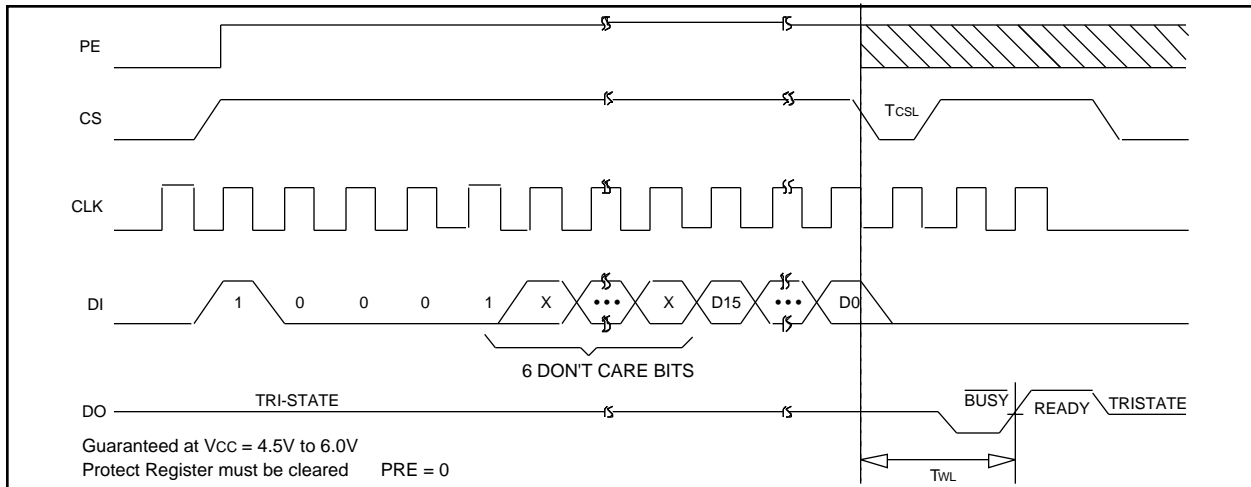 PE
CS
TCSL
CLK
DI
1 0 0 0 1 X ••• X D15 ••• D0
6 DON'T CARE BITS
DO
TRI-STATE
BUSY
READY
TRISTATE
Guaranteed at VCC = 4.5V to 6.0V
Protect Register must be cleared PRE = 0
TWL